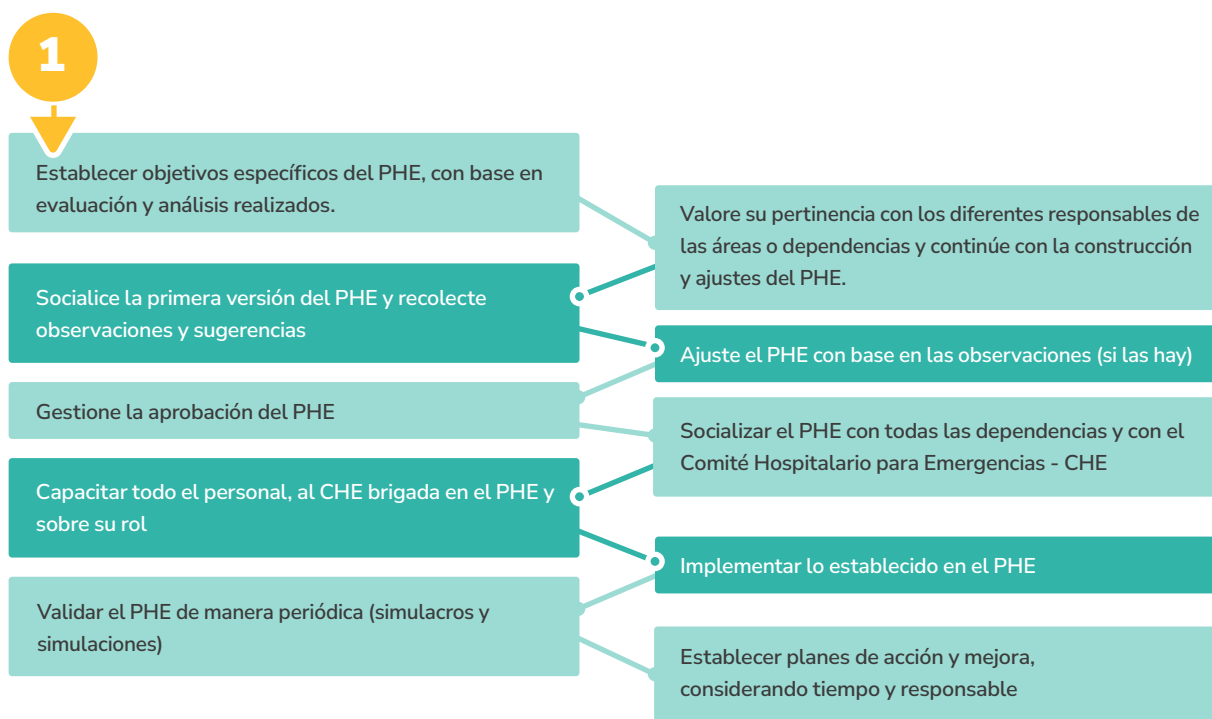 1
Establecer objetivos específicos del PHE, con base en
evaluación y análisis realizados.
Valore su pertinencia con los diferentes responsables de
las áreas o dependencias y continúe con la construcción
y ajustes del PHE.
Socialice la primera versión del PHE y recolecte
observaciones y sugerencias
Ajuste el PHE con base en las observaciones (si las hay)
Gestione la aprobación del PHE
Socializar el PHE con todas las dependencias y con el
Comité Hospitalario para Emergencias - CHE
Capacitar todo el personal, al CHE brigada en el PHE y
sobre su rol
Implementar lo establecido en el PHE
Validar el PHE de manera periódica (simulacros y
simulaciones)
Establecer planes de acción y mejora,
considerando tiempo y responsable